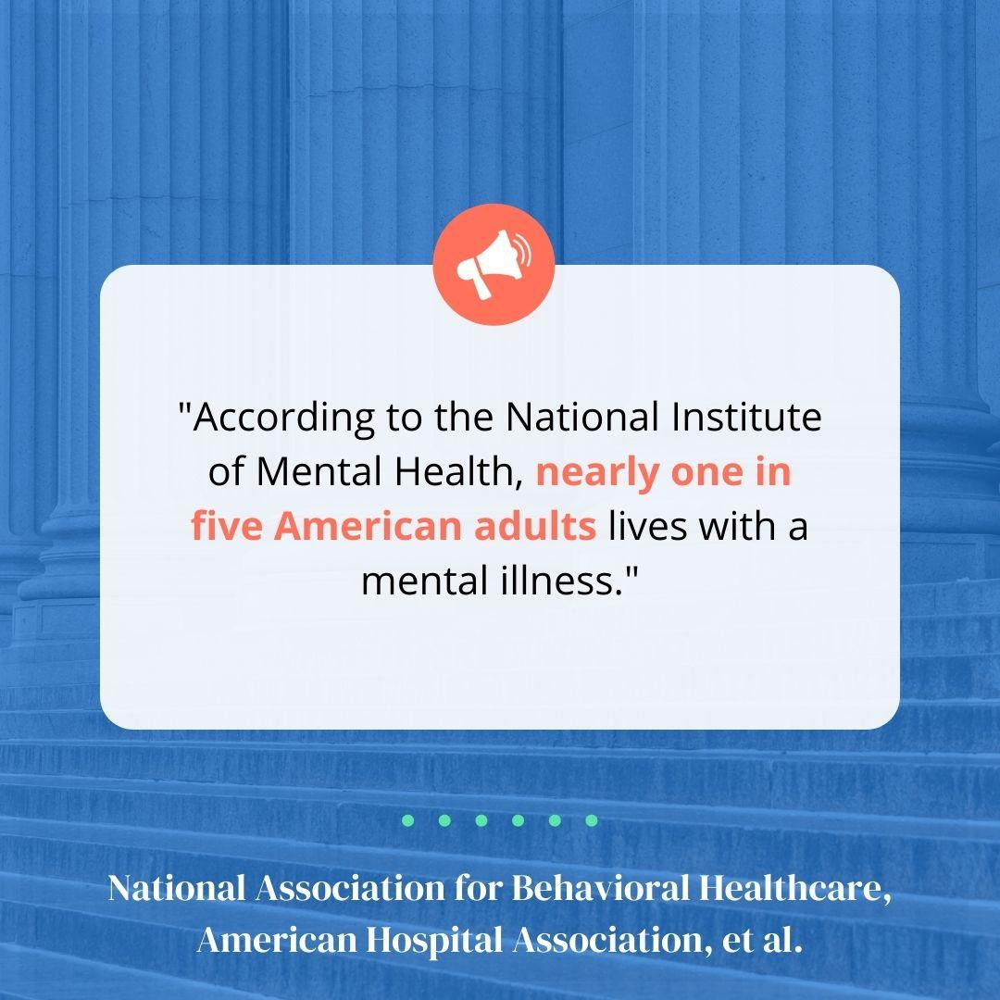 "According to the National Institute
of Mental Health, nearly one in
five American adults lives with a
mental illness."
National Association for Behavioral Healthcare,
American Hospital Association, et al.